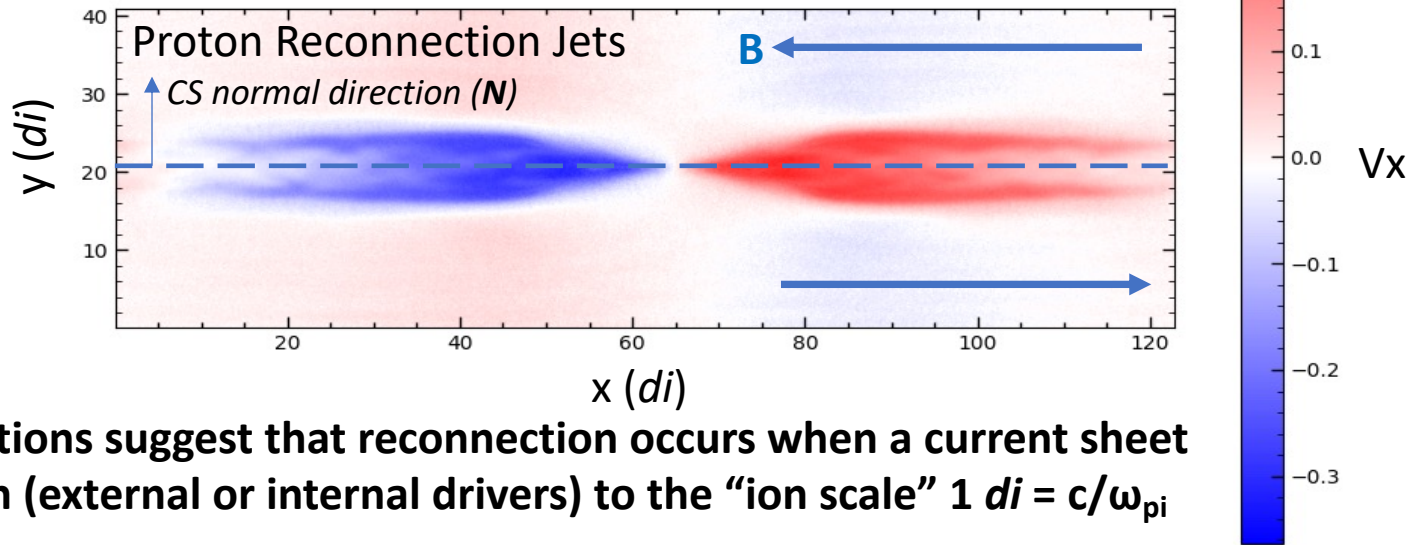 Proton Reconnection Jets
B
CS normal direction (N)
40
30
20
10
y (di)
20
40
60
80
100
120
x (di)
0.1
0.0
−0.1
−0.2
−0.3
Vx
tions suggest that reconnection occurs when a current sheet
(external or internal drivers) to the “ion scale” 1 di = c/ωpi